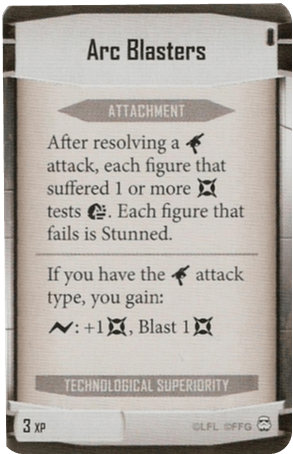 Arc Blasters
ATTACHMENT
After resolving a
attack, each figure that
suffered 1 or more
tests . Each figure that
fails is Stunned.
If you have the attack
type, you gain:
: +1 , Blast 1
TECHNOLOGICAL SUPERIORITY
3 XP
©LFL ©FFG